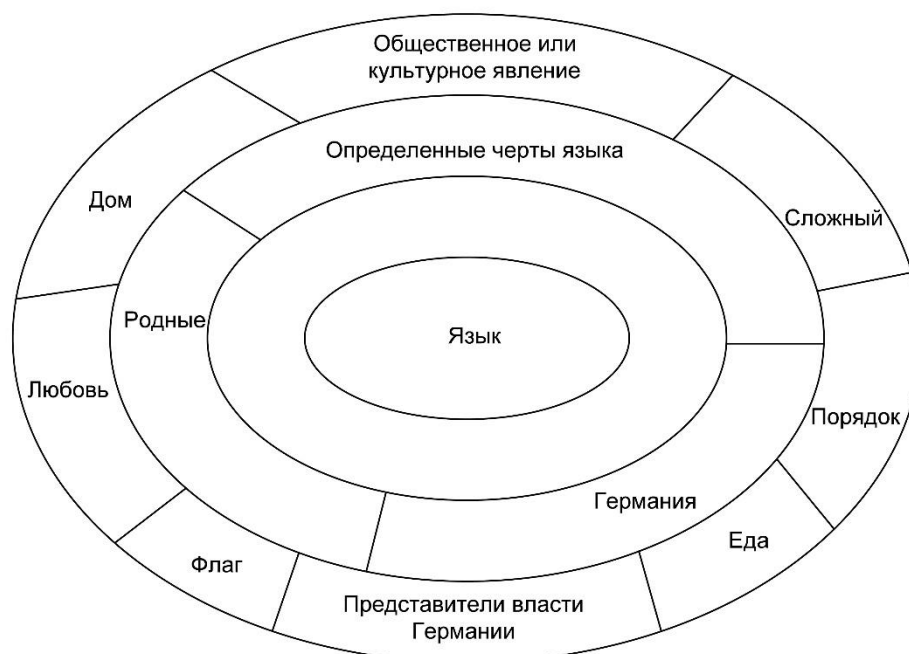 Общественное или
культурное явление
Определенные черты языка
Дом
Сложный
Родные
Язык
Любовь
Порядок
Германия
Еда
Флаг
Представители власти
Германии